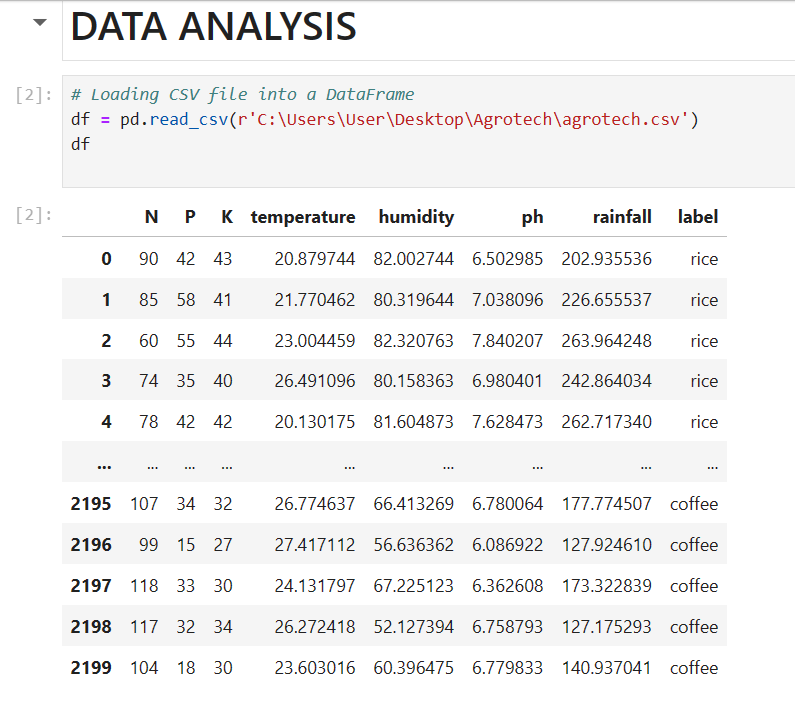 DATA ANALYSIS
[2]:
# Loading CSV file into a DataFrame
df = pd.read_csv(r'C:\Users\User\Desktop\Agrotech\agrotech.csv')
df
[2]:
N P K temperature humidity ph rainfall label
0 90 42 43 20.879744 82.002744 6.502985 202.935536 rice
1 85 58 41 21.770462 80.319644 7.038096 226.655537 rice
2 60 55 44 23.004459 82.320763 7.840207 263.964248 rice
3 74 35 40 26.491096 80.158363 6.980401 242.864034 rice
4 78 42 42 20.130175 81.604873 7.628473 262.717340 rice
... ... ... ... ... ... ... ... ...
2195 107 34 32 26.774637 66.413269 6.780064 177.774507 coffee
2196 99 15 27 27.417112 56.636362 6.086922 127.924610 coffee
2197 118 33 30 24.131797 67.225123 6.362608 173.322839 coffee
2198 117 32 34 26.272418 52.127394 6.758793 127.175293 coffee
2199 104 18 30 23.603016 60.396475 6.779833 140.937041 coffee